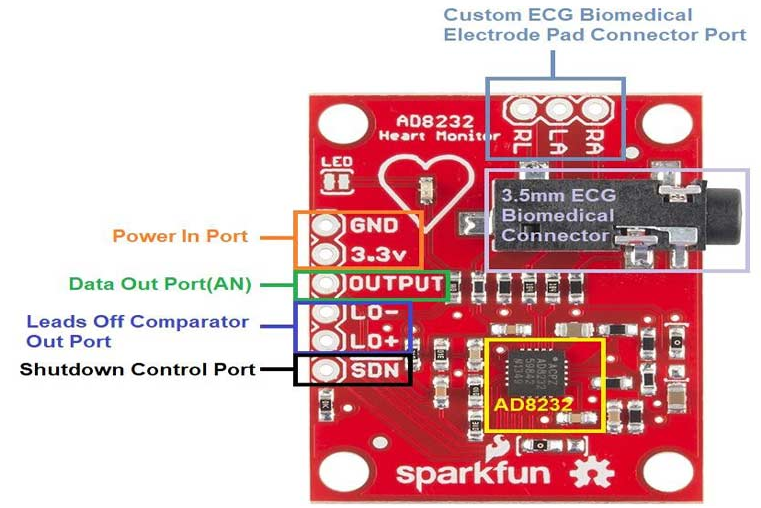 Custom ECG Biomedical
Electrode Pad Connector Port
AD8232
Heart Monitor
RL
LA
RA
LED
3.5mm ECG
Biomedical
Connector
Power In Port
GND
3.3v
Data Out Port(AN)
OUTPUT
Leads Off Comparator
Out Port
LO-
LO+
Shutdown Control Port
SDN
ACPZ
AD8232
AD8232
sparkfun